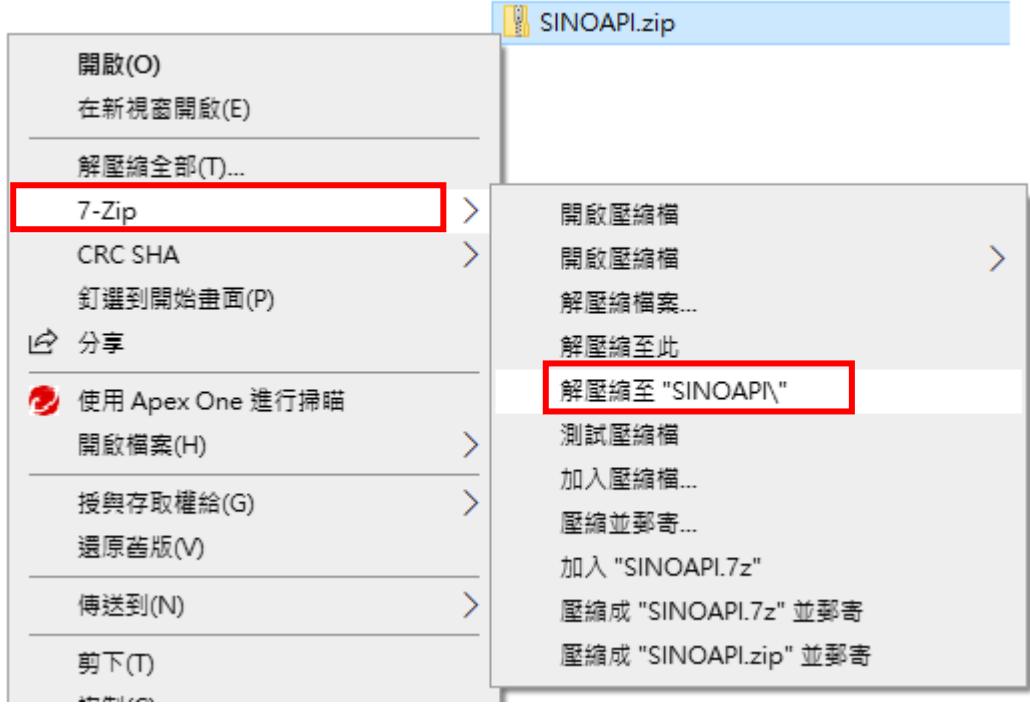 SINOAPI.zip
開啟(O)
在新視窗開啟(E)
解壓縮全部(T)...
7-Zip
CRC SHA
釘選到開始畫面(P)
分享
使用 Apex One 進行掃瞄
開啟檔案(H)
授與存取權給(G)
還原舊版(V)
傳送到(N)
剪下(T)
開啟壓縮檔
開啟壓縮檔
解壓縮檔案...
解壓縮至此
解壓縮至 "SINOAPI\"
測試壓縮檔
加入壓縮檔...
壓縮並郵寄...
加入 "SINOAPI.7z"
壓縮成 "SINOAPI.7z" 並郵寄
壓縮成 "SINOAPI.zip" 並郵寄